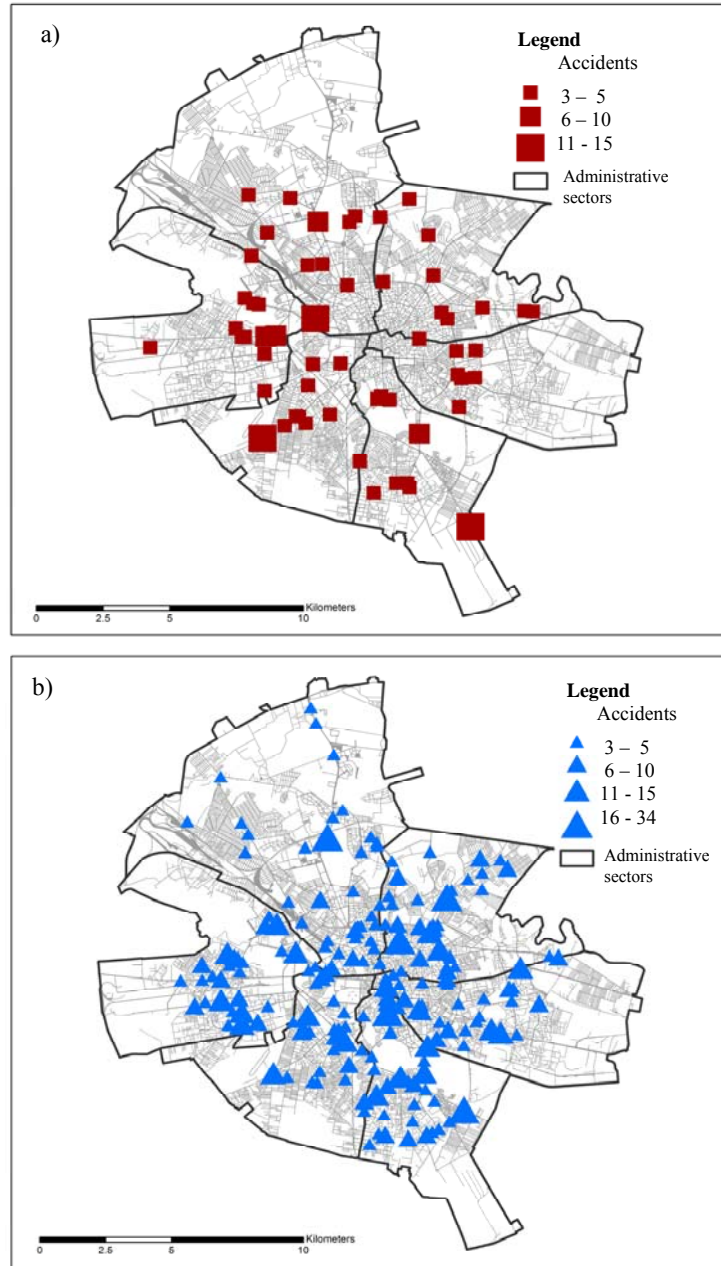 a)
Legend
Accidents
3 – 5
6 – 10
11 - 15
Administrative
sectors
Kilometers
0 2.5 5 10
b)
Legend
Accidents
3 – 5
6 – 10
11 - 15
16 - 34
Administrative
sectors
Kilometers
0 2.5 5 10